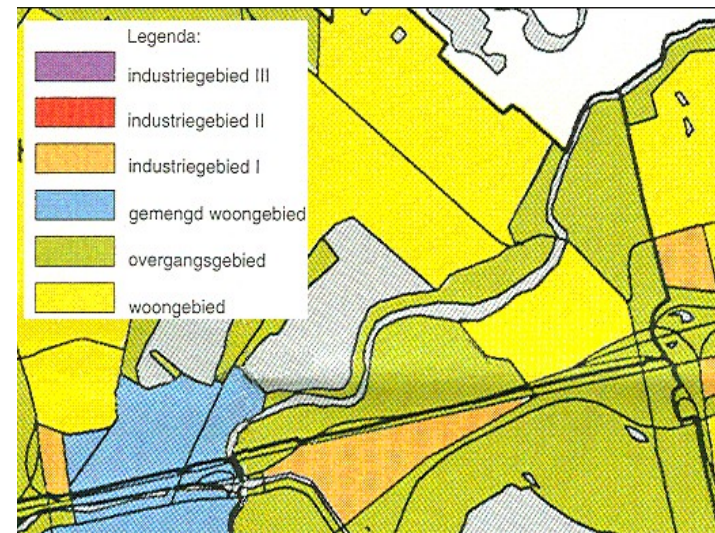 Legenda:
industriegebied III
industriegebied II
industriegebied I
gemengd woongebied
overgangsgebied
woongebied